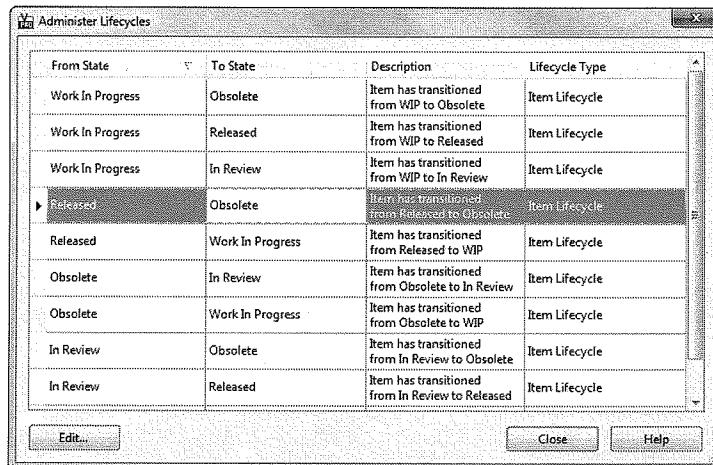 V PRO Administer Lifecycles
From State To State Description Lifecycle Type
Work In Progress Obsolete Item has transitioned
from WIP to Obsolete Item Lifecycle
Work In Progress Released Item has transitioned
from WIP to Released Item Lifecycle
Work In Progress In Review Item has transitioned
from WIP to In Review Item Lifecycle
Released Obsolete Item has transitioned
from Released to Obsolete Item Lifecycle
Released Work In Progress Item has transitioned
from Released to WIP Item Lifecycle
Obsolete In Review Item has transitioned
from Obsolete to In Review Item Lifecycle
Obsolete Work In Progress Item has transitioned
from Obsolete to WIP Item Lifecycle
In Review Obsolete Item has transitioned
from In Review to Obsolete Item Lifecycle
In Review Released Item has transitioned
from In Review to Released Item Lifecycle
Edit... Close Help